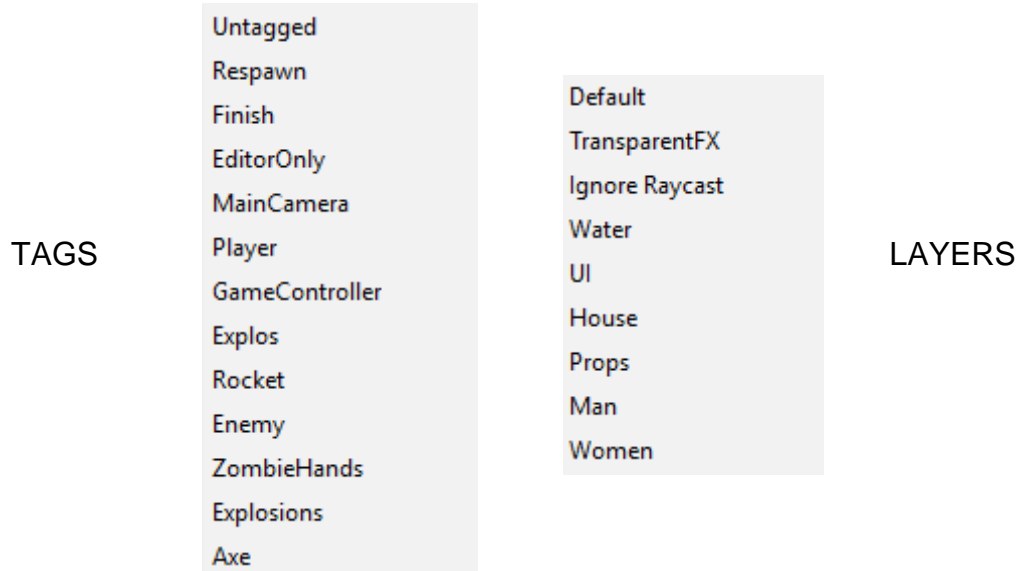 TAGS
Untagged
Respawn
Finish
EditorOnly
MainCamera
Player
GameController
Explos
Rocket
Enemy
ZombieHands
Explosions
Axe
Default
TransparentFX
Ignore Raycast
Water
UI
House
Props
Man
Women
LAYERS